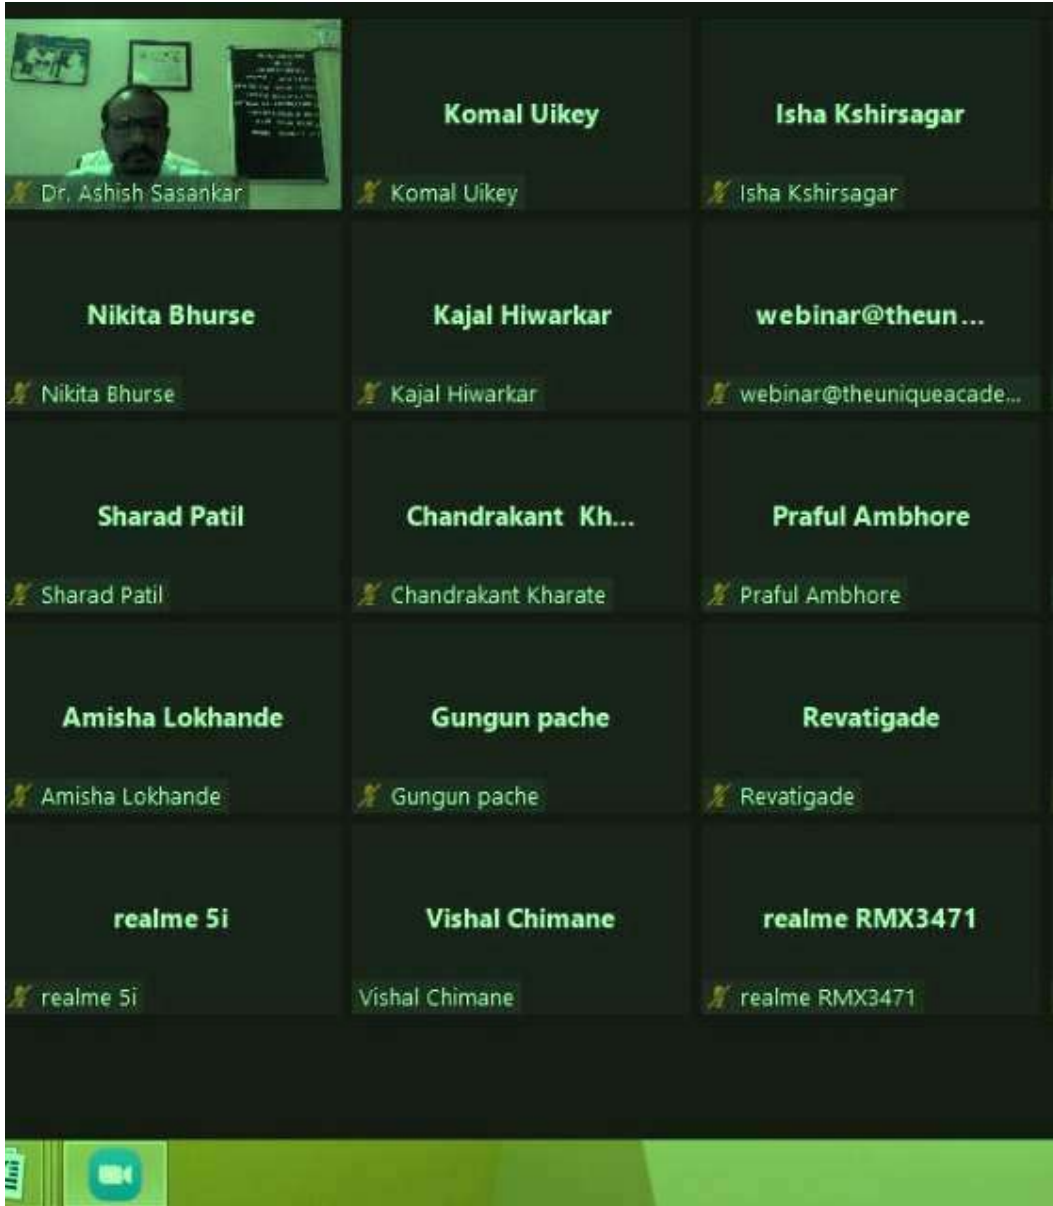 Dr. Ashish Sasankar
Komal Uikey
Komal Uikey
Isha Kshirsagar
Isha Kshirsagar
Nikita Bhurse
Nikita Bhurse
Kajal Hiwarkar
Kajal Hiwarkar
webinar@theun...
webinar@theuniqueacade...
Sharad Patil
Sharad Patil
Chandrakant Kh...
Chandrakant Kharate
Praful Ambhore
Praful Ambhore
Amisha Lokhande
Amisha Lokhande
Gungun pache
Gungun pache
Revatigade
Revatigade
realme 5i
realme 5i
Vishal Chimane
Vishal Chimane
realme RMX3471
realme RMX3471